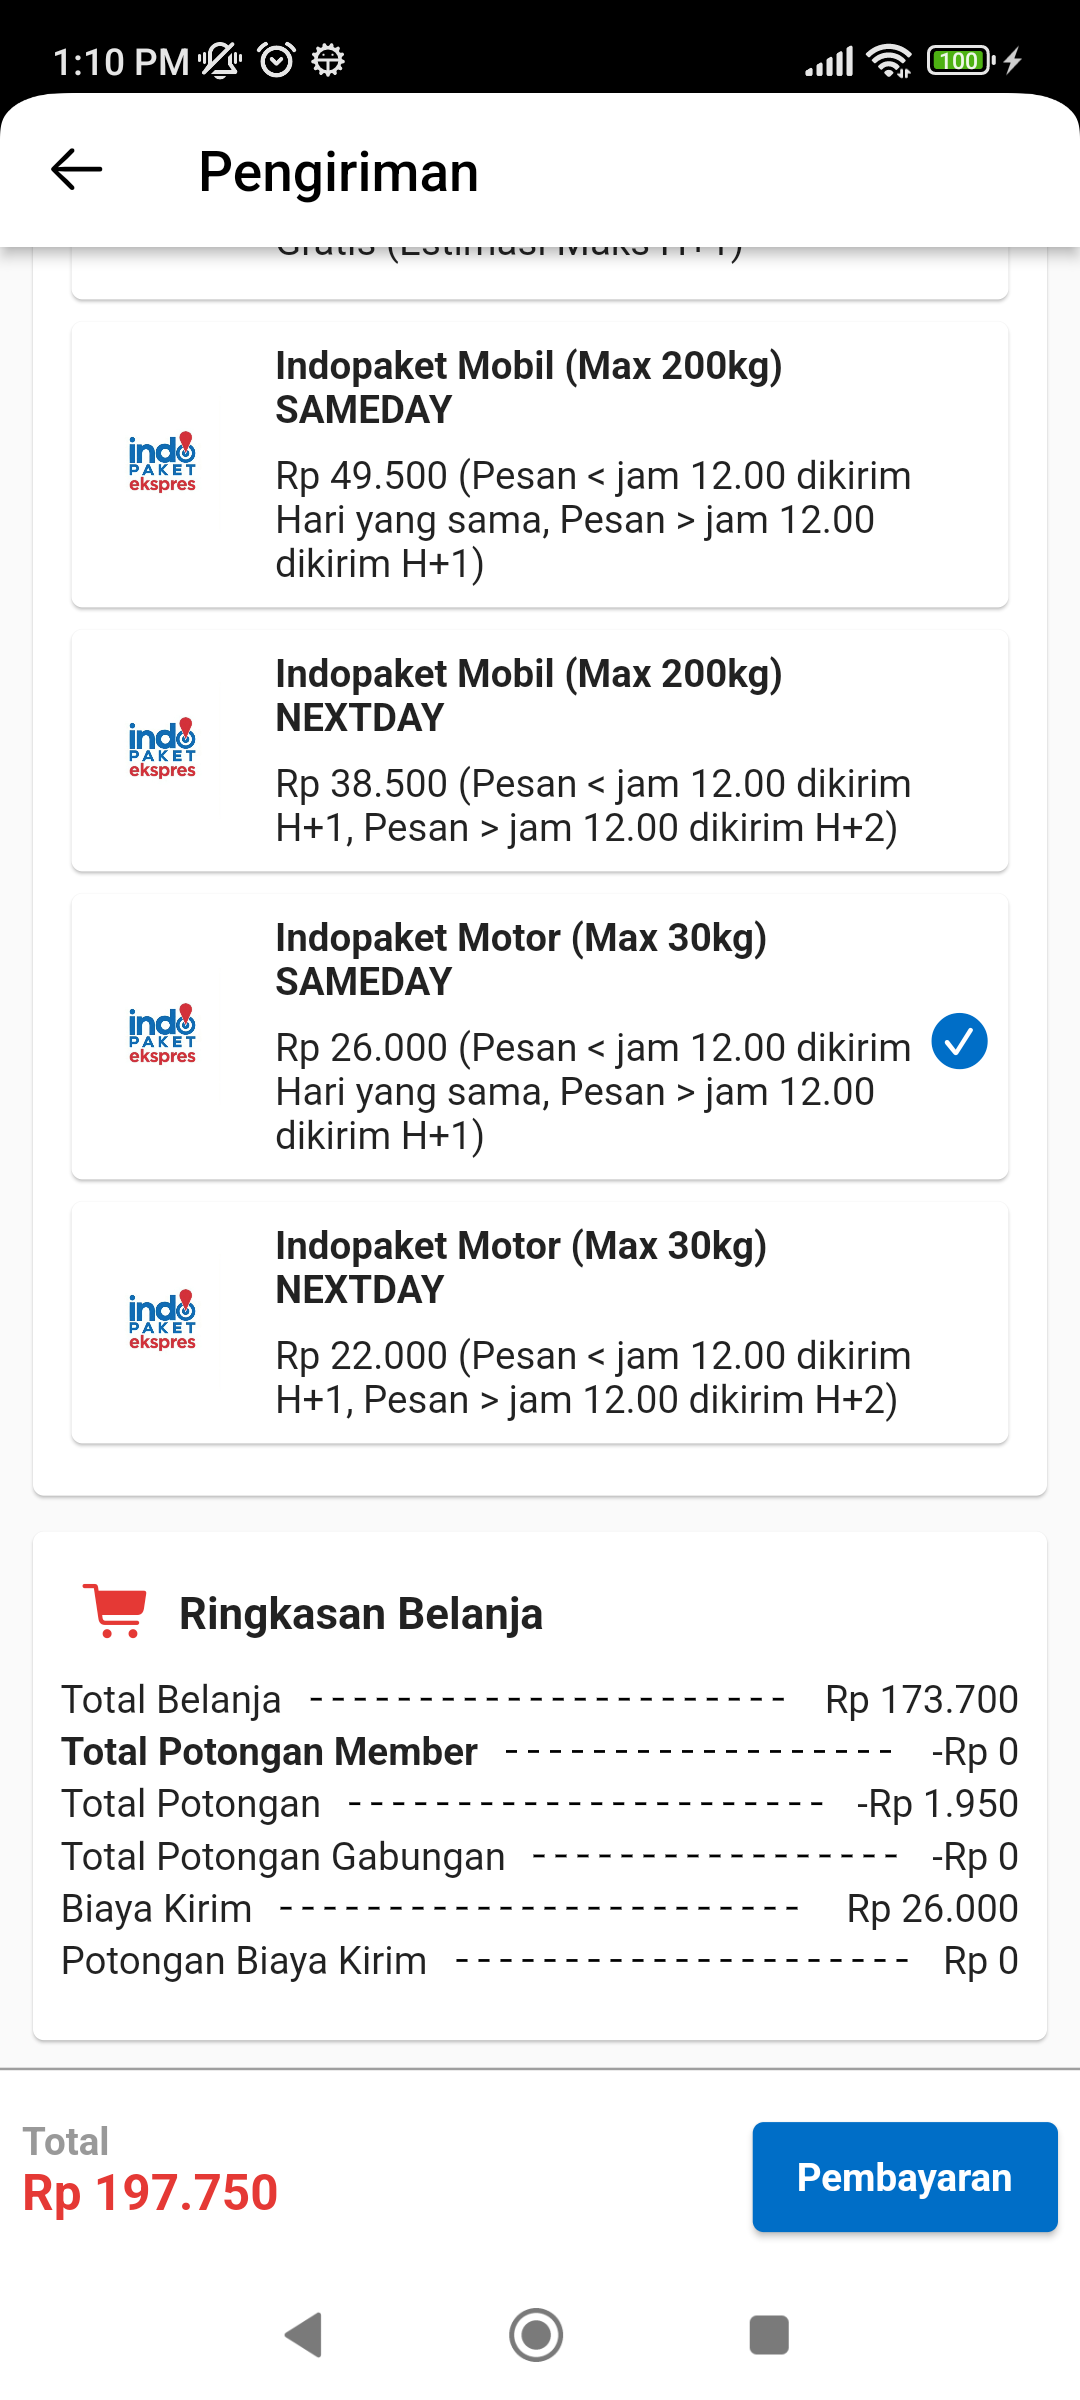 1:10 PM
100
Pengiriman
Gratis (Estimasi Maks H+1)
Indopaket Mobil (Max 200kg)
SAMEDAY
indo
PAKET
ekspres
Rp 49.500 (Pesan < jam 12.00 dikirim
Hari yang sama, Pesan > jam 12.00
dikirim H+1)
Indopaket Mobil (Max 200kg)
NEXTDAY
indo
PAKET
ekspres
Rp 38.500 (Pesan < jam 12.00 dikirim
H+1, Pesan > jam 12.00 dikirim H+2)
Indopaket Motor (Max 30kg)
SAMEDAY
indo
PAKET
ekspres
Rp 26.000 (Pesan < jam 12.00 dikirim
Hari yang sama, Pesan > jam 12.00
dikirim H+1)
Indopaket Motor (Max 30kg)
NEXTDAY
indo
PAKET
ekspres
Rp 22.000 (Pesan < jam 12.00 dikirim
H+1, Pesan > jam 12.00 dikirim H+2)
Ringkasan Belanja
Total Belanja ---------------------- Rp 173.700
Total Potongan Member ------------------ -Rp 0
Total Potongan ---------------------- -Rp 1.950
Total Potongan Gabungan ----------------- -Rp 0
Biaya Kirim ------------------------ Rp 26.000
Potongan Biaya Kirim --------------------- Rp 0
Total
Rp 197.750
Pembayaran